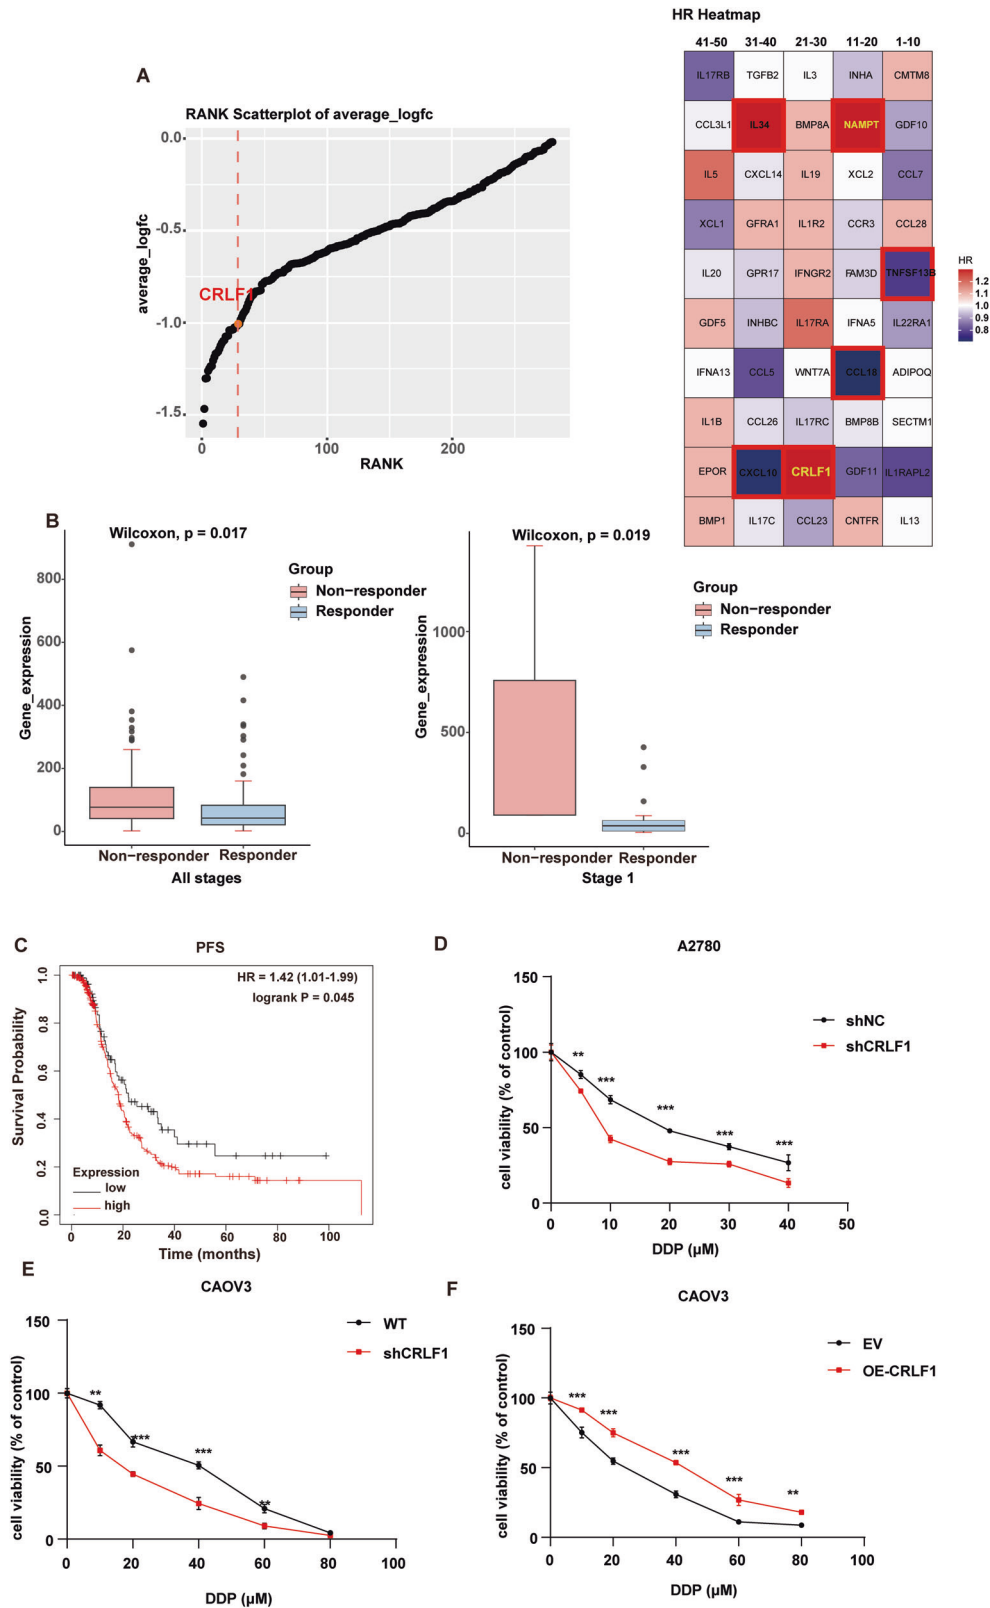 HR Heatmap
41-50 31-40 21-30 11-20 1-10
IL17RB TGFB2 IL3 INHA CMTM8
CCL3L1 IL34 BMP8A NAMPT GDF10
IL5 CXCL14 IL19 XCL2 CCL7
XCL1 GFRA1 IL1R2 CCR3 CCL28
IL20 GPR17 IFNGR2 FAM3D TNFSF13B
GDF5 INHBC IL17RA IFNA5 IL22RA1
IFNA13 CCL5 WNT7A CCL18 ADIPOQ
IL1B CCL26 IL17RC BMP8B SECTM1
EPOR CXCL10 CRLF1 GDF11 IL1RAPL2
BMP1 IL17C CCL23 CNTFR IL13
HR
1.2
1.1
1.0
0.9
0.8
A
RANK Scatterplot of average_logfc
average_logfc
0.0
-0.5
-1.0
-1.5
CRLF1
0 100 200
RANK
B
Wilcoxon, p = 0.017
Gene_expression
800
600
400
200
0
Group
Non-responder
Responder
Non-responder Responder
All stages
Wilcoxon, p = 0.019
Gene_expression
1000
500
0
Group
Non-responder
Responder
Non-responder Responder
Stage 1
C
PFS
HR = 1.42 (1.01-1.99)
logrank P = 0.045
Survival Probability
1.0
0.8
0.6
0.4
0.2
0.0
Expression
low
high
0 20 40 60 80 100
Time (months)
D
A2780
cell viability (% of control)
150
100
50
0
** *** *** *** ***
shNC
shCRLF1
0 10 20 30 40 50
DDP (μM)
E
CAOV3
cell viability (% of control)
150
100
50
0
** *** *** **
WT
shCRLF1
0 20 40 60 80 100
DDP (μM)
F
CAOV3
cell viability (% of control)
150
100
50
0
*** *** *** *** **
EV
OE-CRLF1
0 20 40 60 80 100
DDP (μM)